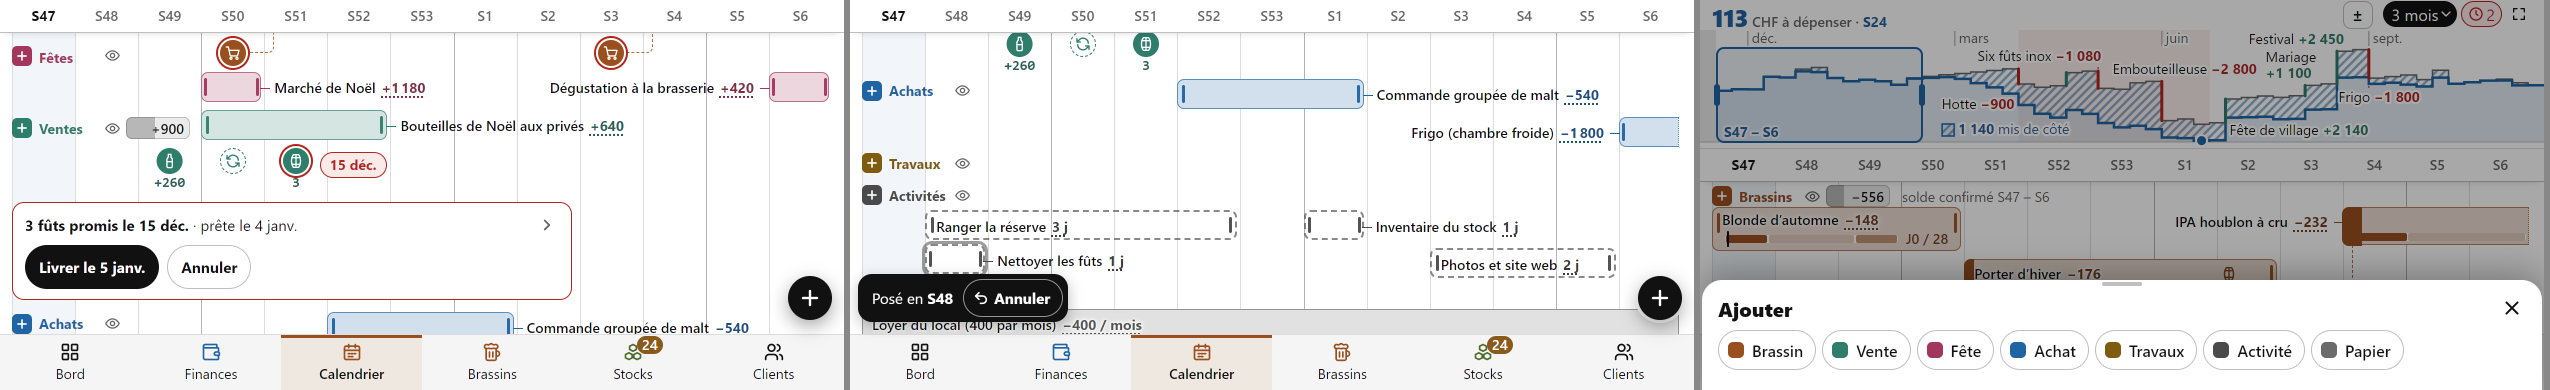 S47 S48 S49 S50 S51 S52 S53 S1 S2 S3 S4 S5 S6
Fêtes
Marché de Noël +1 180
Dégustation à la brasserie +420
Ventes +900
Bouteilles de Noël aux privés +640
15 déc.
+260 3
3 fûts promis le 15 déc. · prête le 4 janv.
Livrer le 5 janv. Annuler
Achats
Commande groupée de malt −540
Bord Finances Calendrier Brassins Stocks 24 Clients
S47 S48 S49 S50 S51 S52 S53 S1 S2 S3 S4 S5 S6
+260 3
Achats
Commande groupée de malt −540
Frigo (chambre froide) −1 800
Travaux
Activités
Ranger la réserve 3 j
Inventaire du stock 1 j
Nettoyer les fûts 1 j
Photos et site web 2 j
Posé en S48 Annuler
Loyer du local (400 par mois) −400 / mois
Bord Finances Calendrier Brassins Stocks 24 Clients
113 CHF à dépenser · S24
± 3 mois 2
déc. mars juin sept.
Festival +2 450
Six fûts inox −1 080
Mariage +1 100
Embouteilleuse −2 800
Hotte −900
Frigo −1 800
S47 – S6
1 140 mis de côté
Fête de village +2 140
S47 S48 S49 S50 S51 S52 S53 S1 S2 S3 S4 S5 S6
Brassins −556 solde confirmé S47 – S6
Blonde d'automne −148
J0 / 28
IPA houblon à cru −232
Porter d'hiver −176
Ajouter
Brassin Vente Fête Achat Travaux Activité Papier